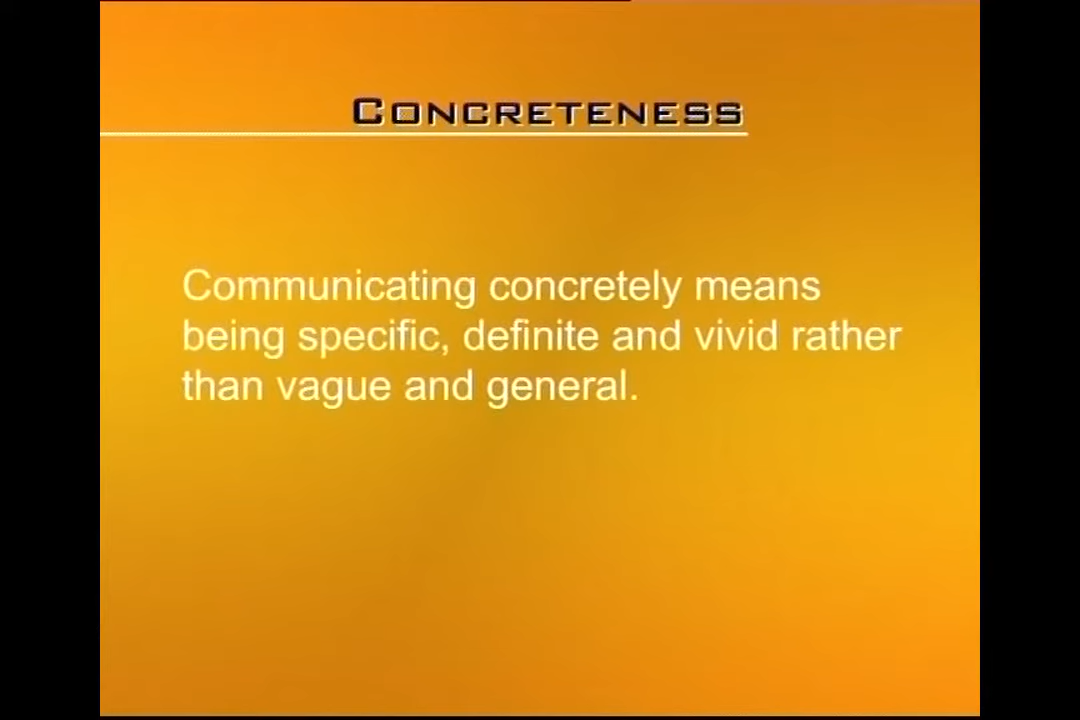 CONCRETENESS
Communicating concretely means
being specific, definite and vivid rather
than vague and general.